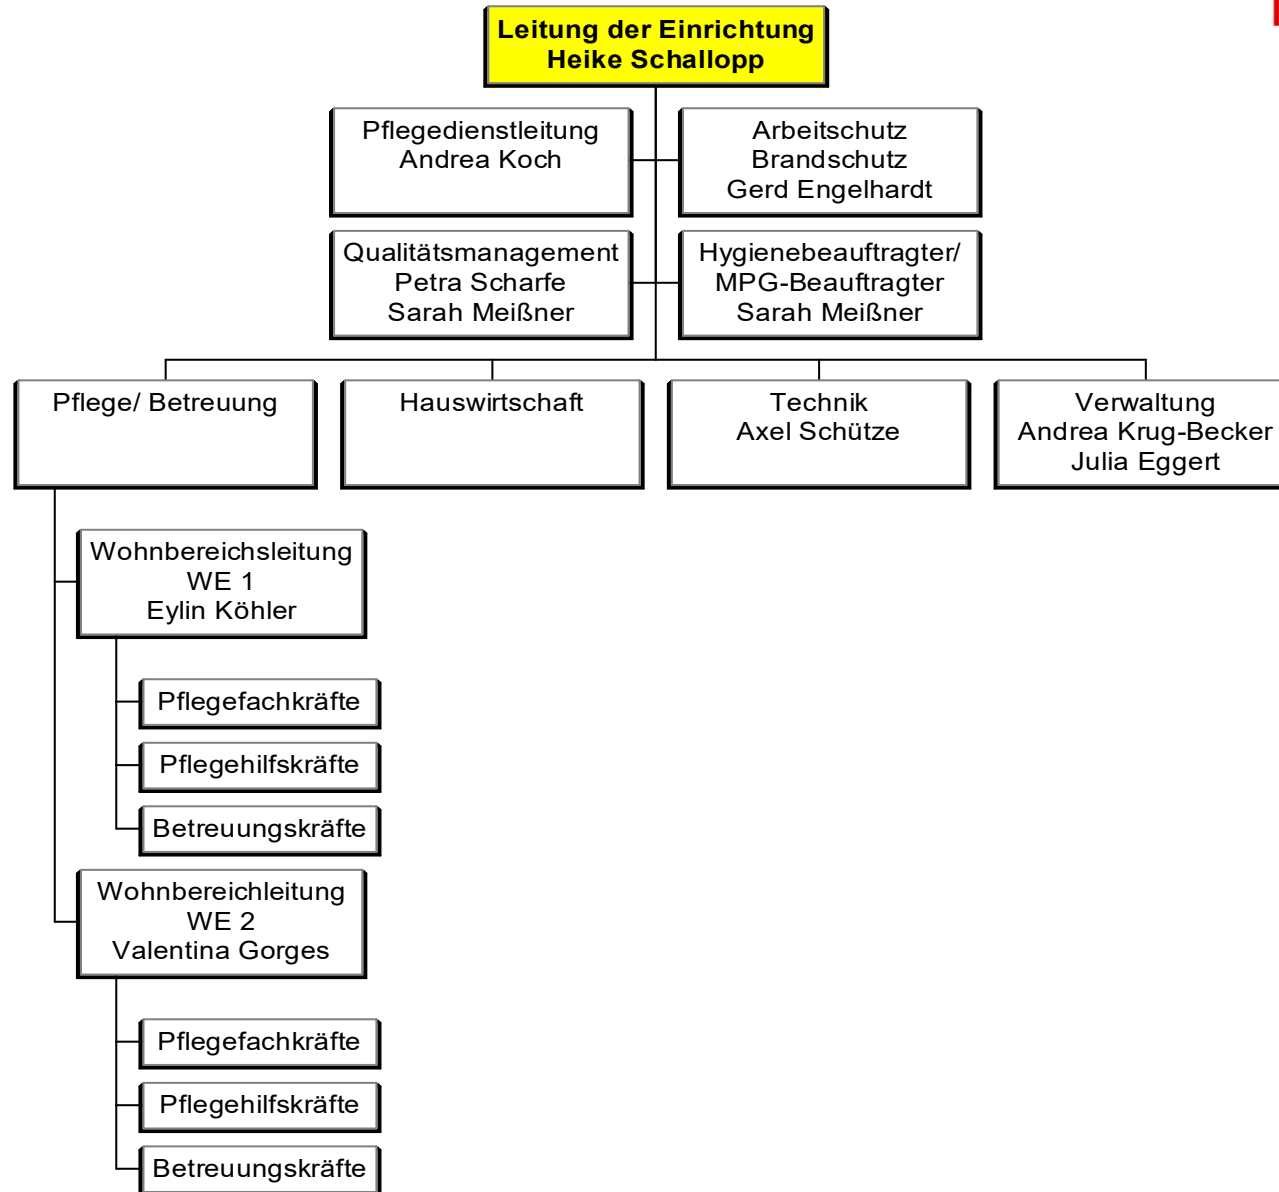 Leitung der Einrichtung
Heike Schallopp
Pflegedienstleitung
Andrea Koch
Arbeitschutz
Brandschutz
Gerd Engelhardt
Qualitätsmanagement
Petra Scharfe
Sarah Meißner
Hygienebeauftragter/
MPG-Beauftragter
Sarah Meißner
Pflege/ Betreuung
Hauswirtschaft
Technik
Axel Schütze
Verwaltung
Andrea Krug-Becker
Julia Eggert
Wohnbereichsleitung
WE 1
Eylin Köhler
Pflegefachkräfte
Pflegehilfskräfte
Betreuungskräfte
Wohnbereichleitung
WE 2
Valentina Gorges
Pflegefachkräfte
Pflegehilfskräfte
Betreuungskräfte